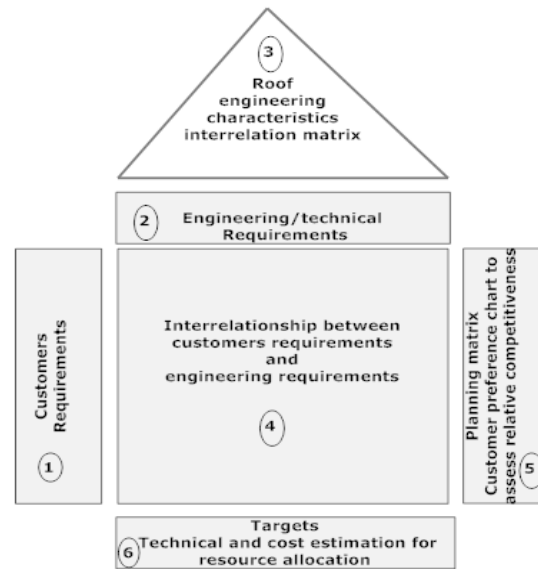 3
Roof
engineering
characteristics
interrelation matrix
2
Engineering/technical
Requirements
Customers
Requirements
1
Interrelationship between
customers requirements
and
engineering requirements
4
Planning matrix
Customer preference chart to
assess relative competitiveness
5
Targets
Technical and cost estimation for
6
resource allocation